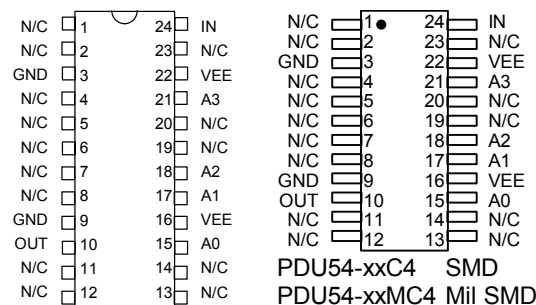 N/C 1 24 IN
N/C 2 23 N/C
GND 3 22 VEE
N/C 4 21 A3
N/C 5 20 N/C
N/C 6 19 N/C
N/C 7 18 A2
N/C 8 17 A1
GND 9 16 VEE
OUT 10 15 A0
N/C 11 14 N/C
N/C 12 13 N/C
N/C 1 24 IN
N/C 2 23 N/C
GND 3 22 VEE
N/C 4 21 A3
N/C 5 20 N/C
N/C 6 19 N/C
N/C 7 18 A2
N/C 8 17 A1
GND 9 16 VEE
OUT 10 15 A0
N/C 11 14 N/C
N/C 12 13 N/C
PDU54-xxC4 SMD
PDU54-xxMC4 Mil SMD